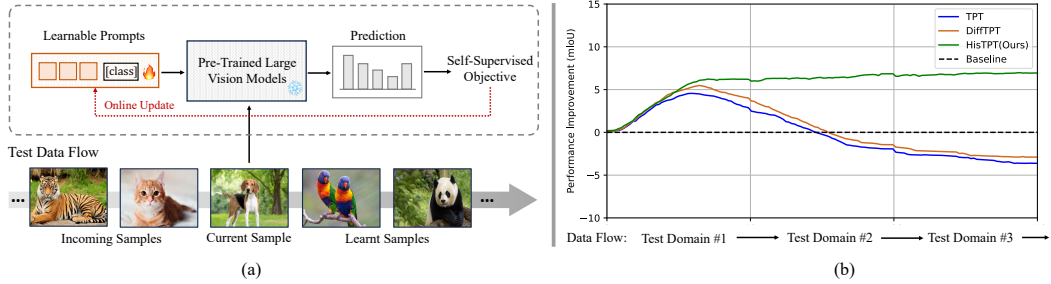 Learnable Prompts
[class]
Pre-Trained Large
Vision Models
Prediction
Self-Supervised
Objective
Online Update
Test Data Flow
...
...
Incoming Samples
Current Sample
Learnt Samples
(a)
Performance Improvement (mIoU)
15
10
5
0
−5
−10
TPT
DiffTPT
HisTPT(Ours)
Baseline
Data Flow: Test Domain #1 Test Domain #2 Test Domain #3
(b)